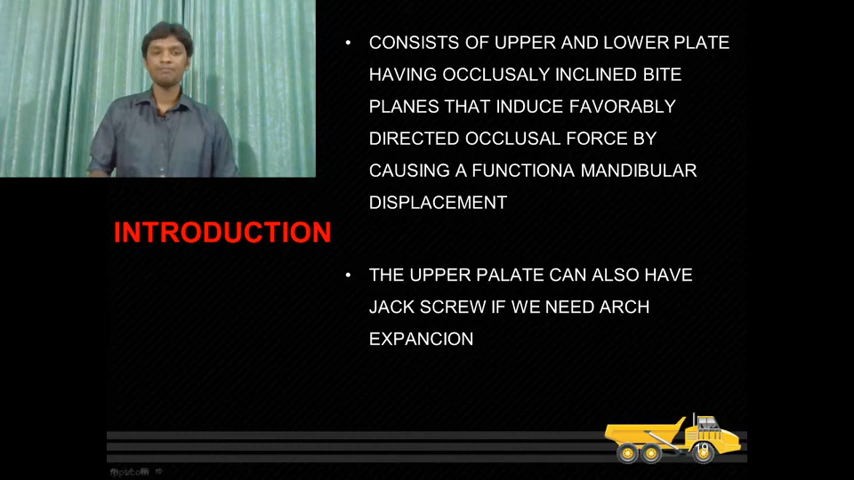 • CONSISTS OF UPPER AND LOWER PLATE
HAVING OCCLUSALY INCLINED BITE
PLANES THAT INDUCE FAVORABLY
DIRECTED OCCLUSAL FORCE BY
CAUSING A FUNCTIONA MANDIBULAR
DISPLACEMENT
INTRODUCTION
• THE UPPER PALATE CAN ALSO HAVE
JACK SCREW IF WE NEED ARCH
EXPANCION
19